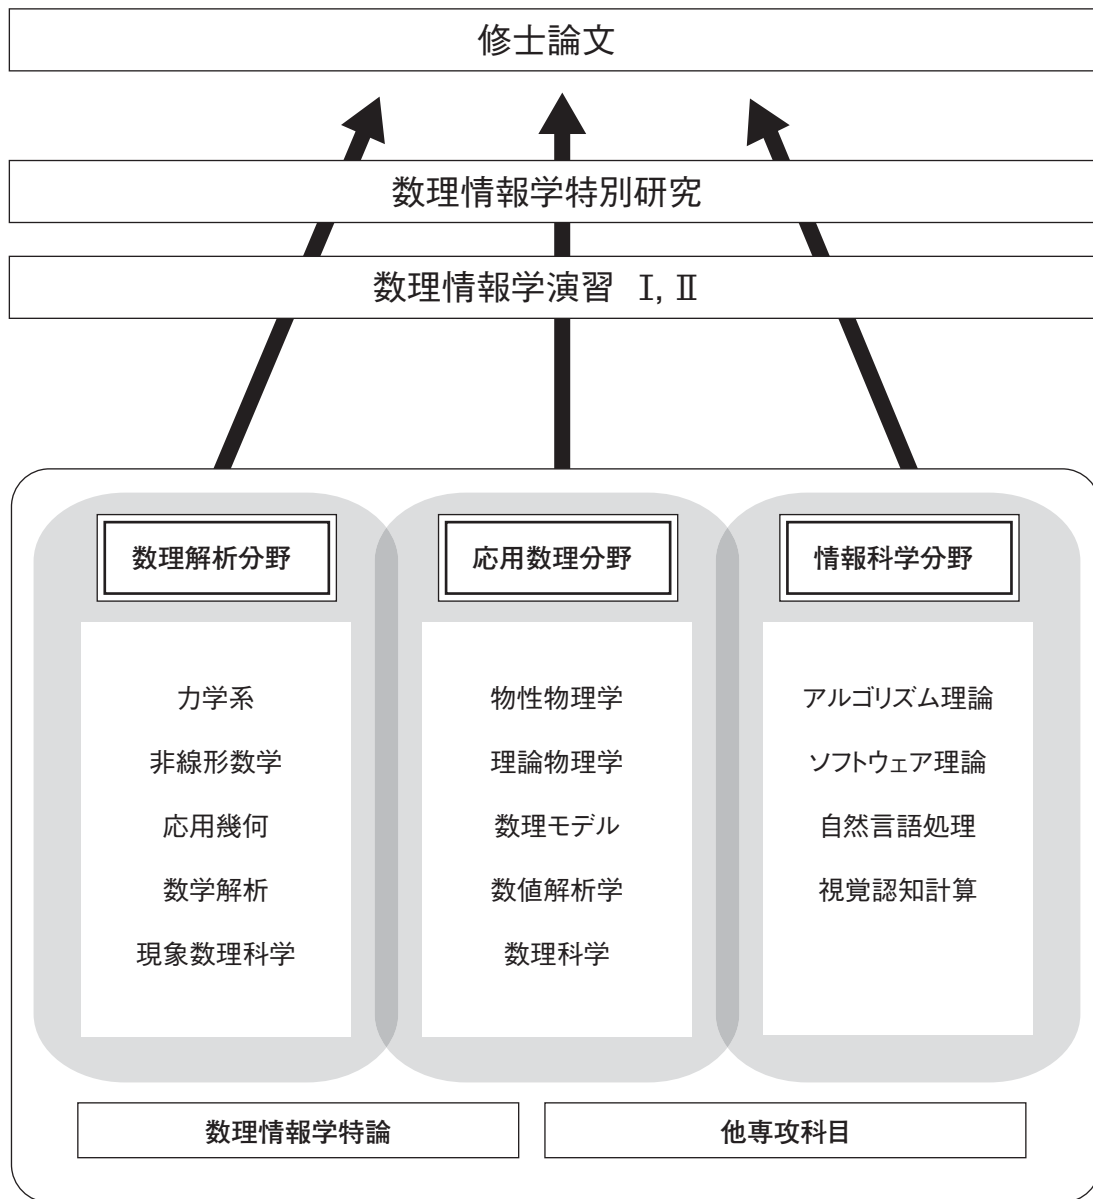 修士論文
数理情報学特別研究
数理情報学演習 Ⅰ, Ⅱ
数理解析分野
力学系
非線形数学
応用幾何
数学解析
現象数理科学
応用数理分野
物性物理学
理論物理学
数理モデル
数値解析学
数理科学
情報科学分野
アルゴリズム理論
ソフトウェア理論
自然言語処理
視覚認知計算
数理情報学特論
他専攻科目